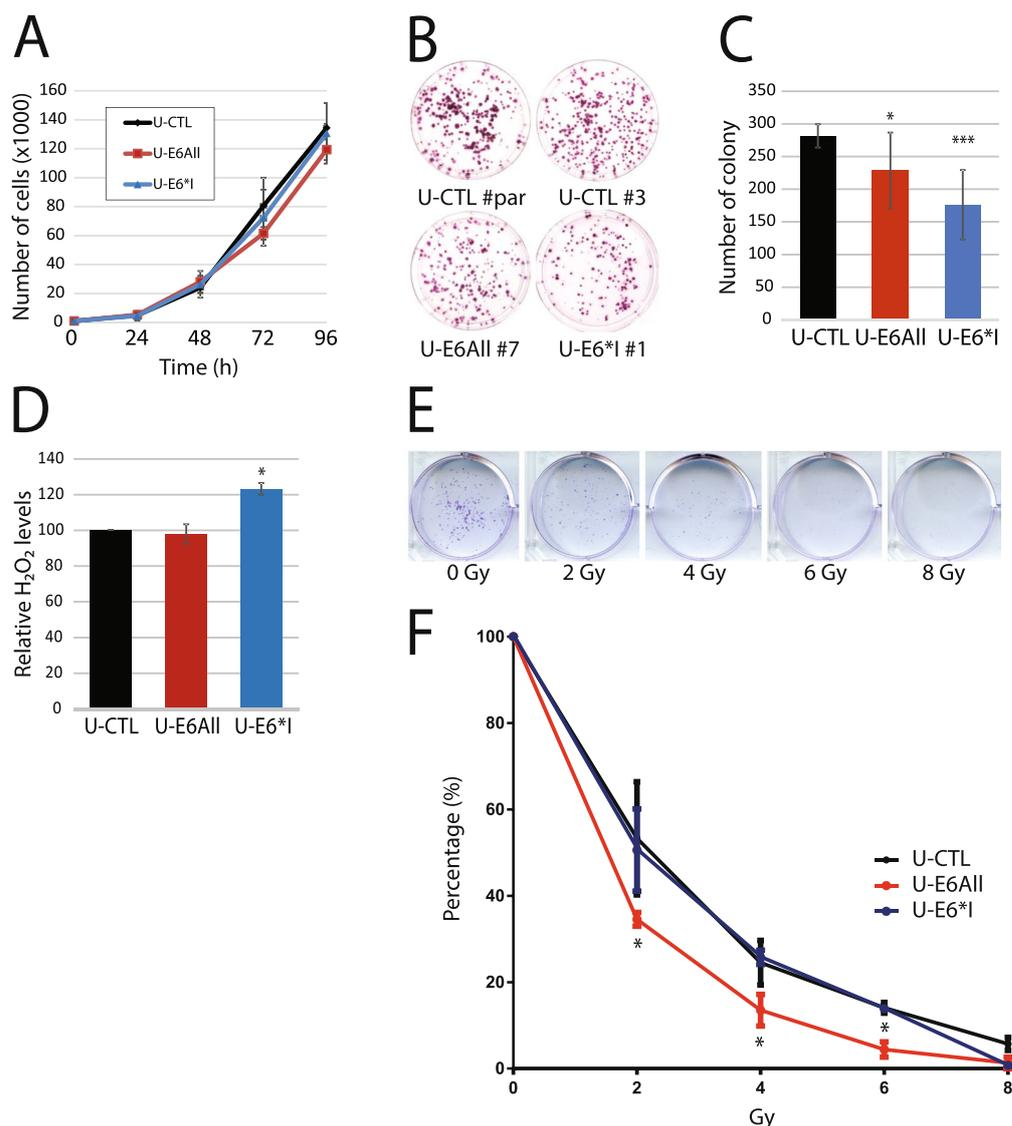 A
Number of cells (x1000)
160
140
120
100
80
60
40
20
0
U-CTL
U-E6All
U-E6*I
0 24 48 72 96
Time (h)
B
U-CTL #par
U-CTL #3
U-E6All #7
U-E6*I #1
C
Number of colony
350
300
250
200
150
100
50
0
*
***
U-CTL U-E6All U-E6*I
D
Relative H₂O₂ levels
140
120
100
80
60
40
20
0
*
U-CTL U-E6All U-E6*I
E
0 Gy
2 Gy
4 Gy
6 Gy
8 Gy
F
Percentage (%)
100
80
60
40
20
0
U-CTL
U-E6All
U-E6*I
*
*
*
0 2 4 6 8
Gy